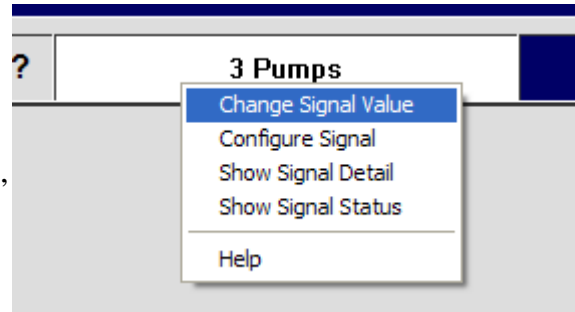 ? 3 Pumps
Change Signal Value
Configure Signal
Show Signal Detail
,
Show Signal Status
Help